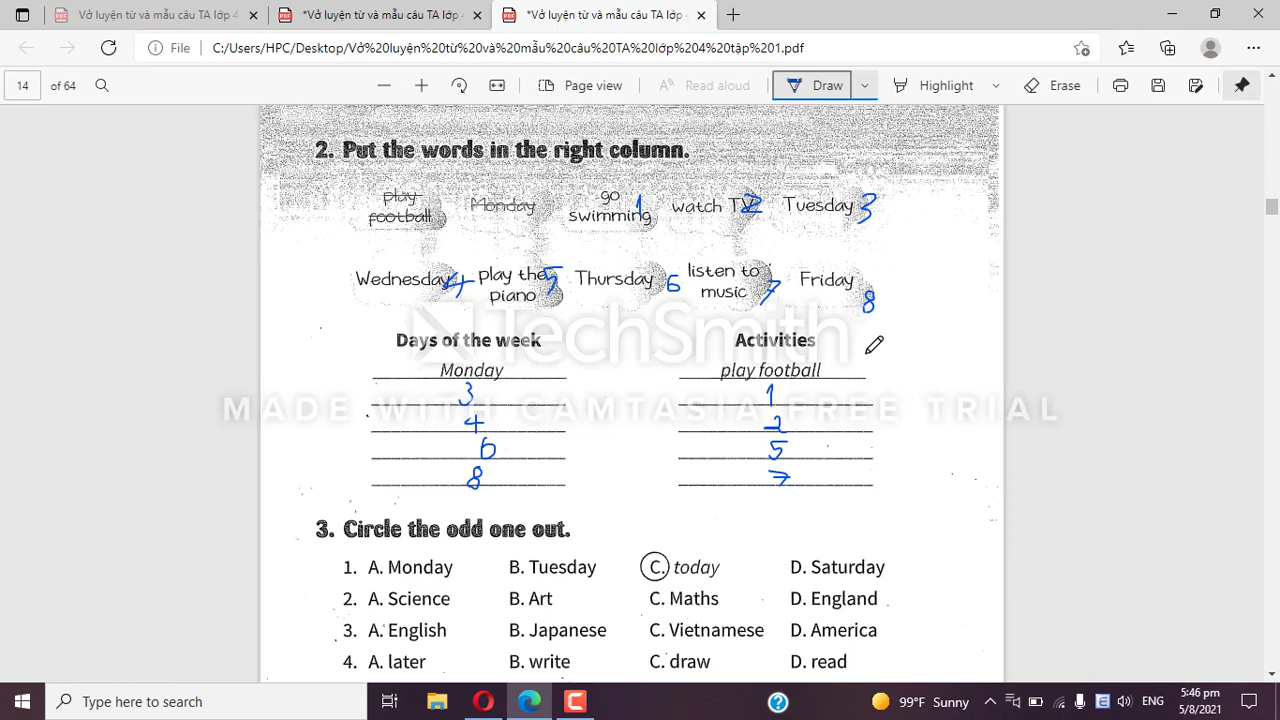 Vở luyện từ và mẫu câu TA lớp 4
*Vở luyện từ và mẫu câu TA lớp
*Vở luyện từ và mẫu câu TA lớp
File C:/Users/HPC/Desktop/Vở%20luyện%20từ%20và%20mẫu%20câu%20TA%20lớp%204%20tập%201.pdf
14 of 64 Page view Read aloud Draw Highlight Erase
2. Put the words in the right column.
play football Monday go swimming 1 watch TV 2 Tuesday 3
Wednesday 4 play the piano 5 Thursday 6 listen to music 7 Friday 8
TechSmith
Days of the week Activities
Monday play football
MADE WITH CAMTASIA FREE TRIAL
3 1
4 2
6 5
8 7
3. Circle the odd one out.
1. A. Monday B. Tuesday C. today D. Saturday
2. A. Science B. Art C. Maths D. England
3. A. English B. Japanese C. Vietnamese D. America
4. A. later B. write C. draw D. read
Type here to search 99°F Sunny ENG 5:46 pm
5/8/2021